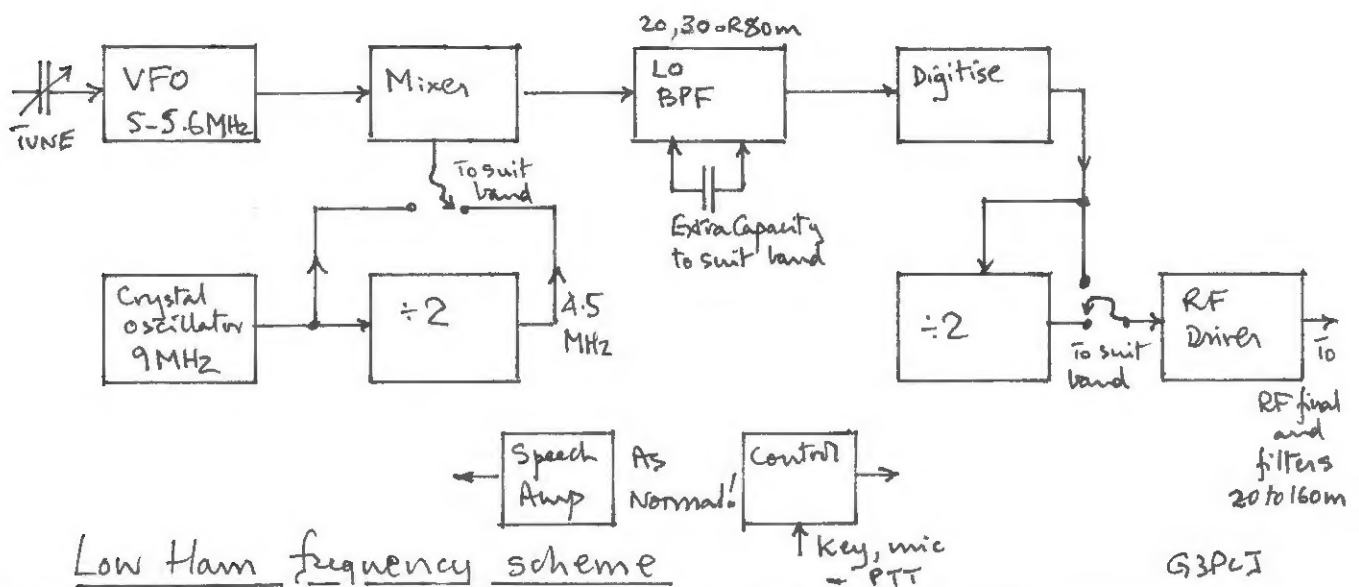 20,30 OR 80m
VFO
5-5.6MHz
TUNE
Mixer
LO
BPF
Digitise
To suit
band
Extra Capacity
to suit band
Crystal
oscillator
9MHz
÷2
4.5
MHz
÷2
To suit
band
RF
Driver
To
RF final
and
filters
20 to 160m
Speech
Amp
As
Normal!
Control
Key, mic
PTT
Low Ham frequency scheme
G3PCJ